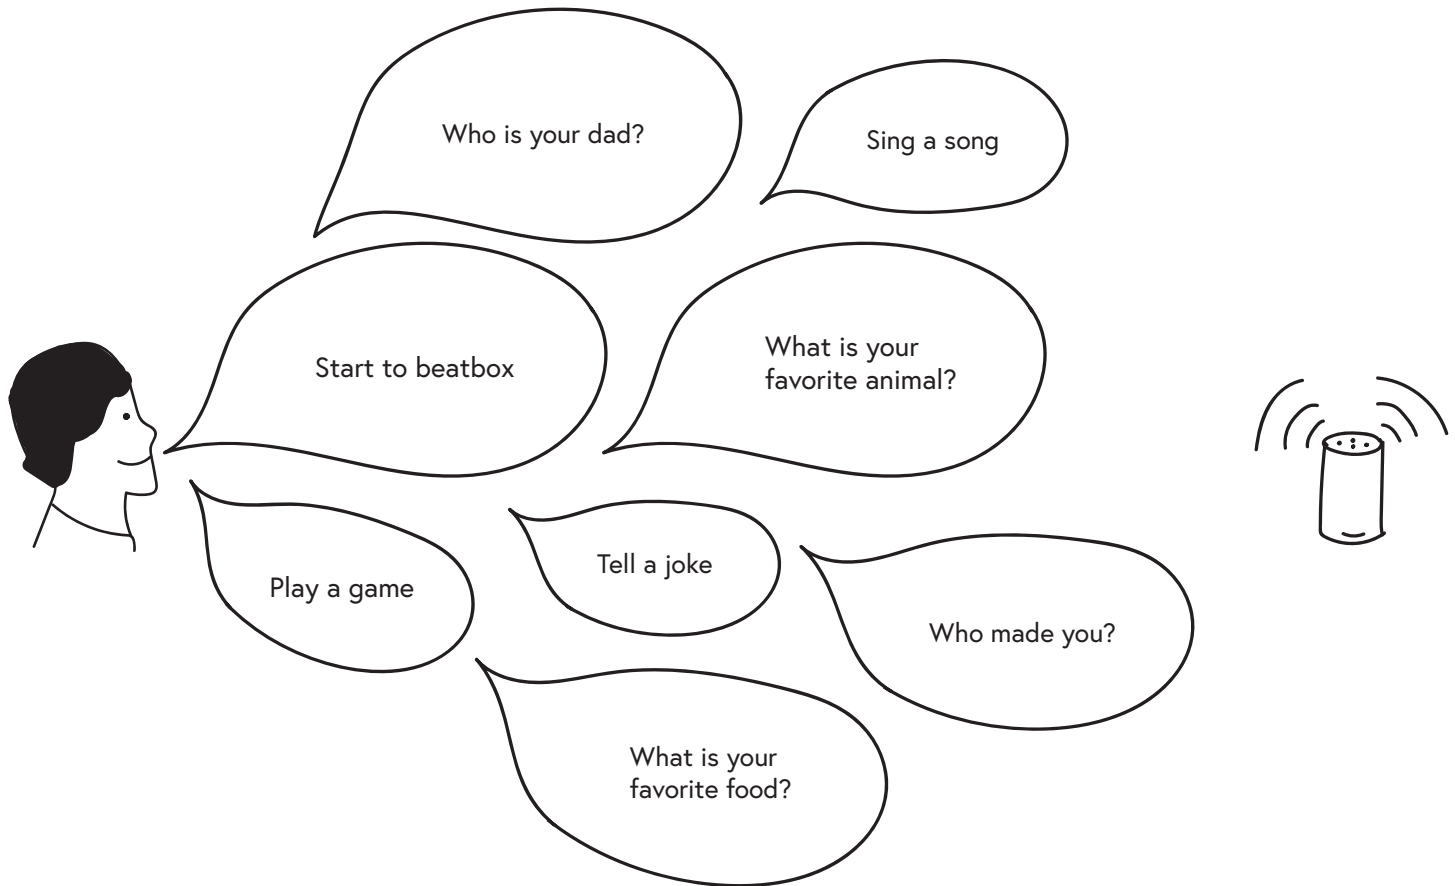 Who is your dad?
Sing a song
Start to beatbox
What is your
favorite animal?
Play a game
Tell a joke
Who made you?
What is your
favorite food?